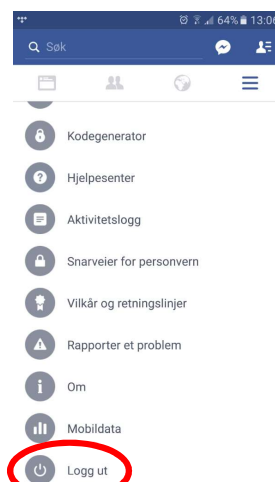 64% 13:06
Søk
Kodegenerator
Hjelpesenter
Aktivitetslogg
Snarveier for personvern
Vilkår og retningslinjer
Rapporter et problem
Om
Mobildata
Logg ut